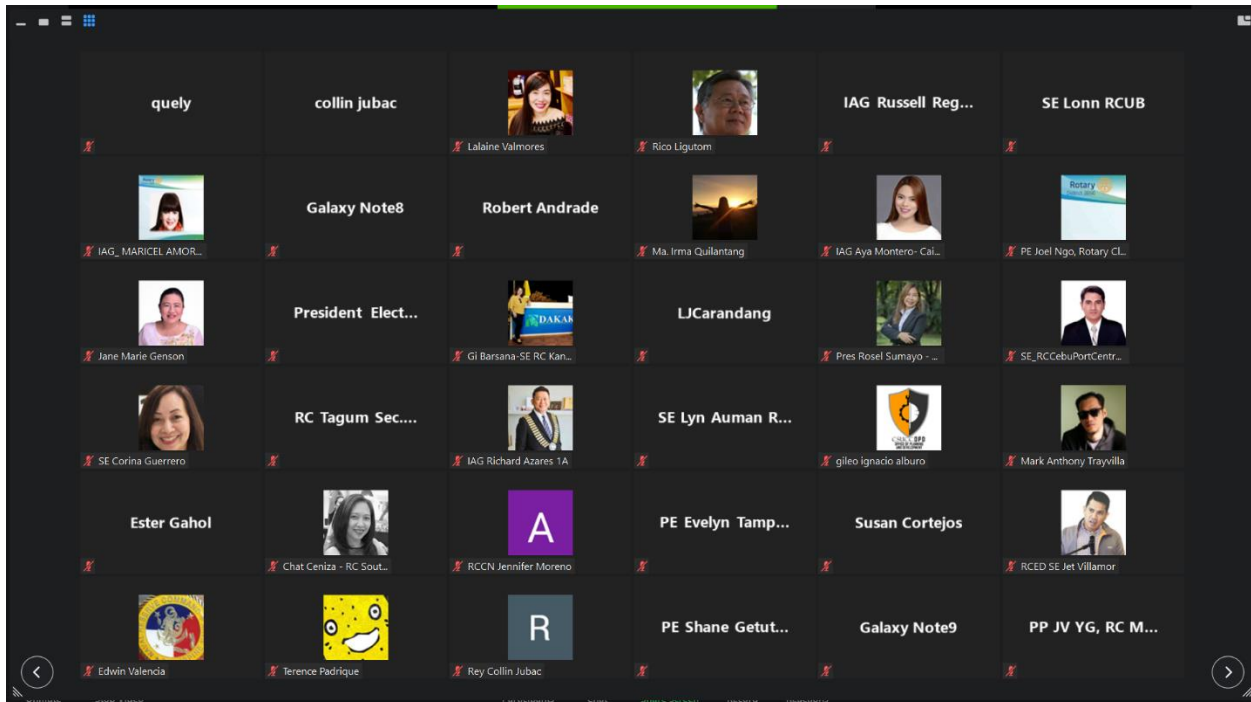 quely
collin jubac
Lalaine Valmores
Rico Ligutom
IAG Russell Reg...
SE Lonn RCUB
Rotary
IAG_ MARICEL AMOR...
Galaxy Note8
Robert Andrade
Ma. Irma Quilantang
IAG Aya Montero- Cai...
Rotary
PE Joel Ngo, Rotary Cl...
Jane Marie Genson
President Elect...
DAKAK
Gi Barsana-SE RC Kan...
LJCarandang
Pres Rosel Sumayo - ...
SE_RCCebuPortCentr...
SE Corina Guerrero
RC Tagum Sec....
IAG Richard Azares 1A
SE Lyn Auman R...
gileo ignacio alburo
Mark Anthony Trayvilla
Ester Gahol
Chat Ceniza - RC Sout...
A
RCCN Jennifer Moreno
PE Evelyn Tamp...
Susan Cortejos
RCED SE Jet Villamor
Edwin Valencia
Terence Padrique
R
Rey Collin Jubac
PE Shane Getut...
Galaxy Note9
PP JV YG, RC M...